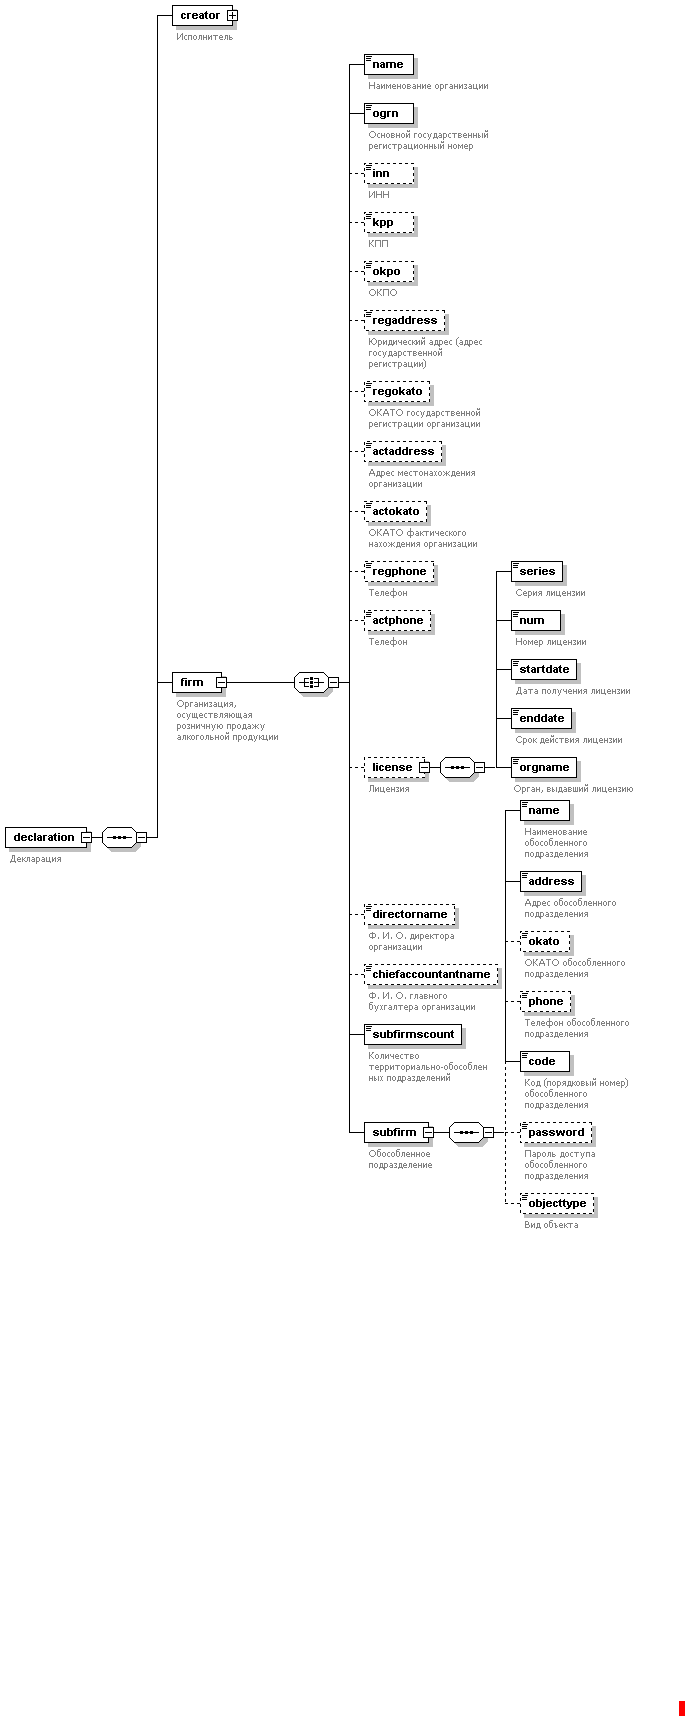 creator
Исполнитель
name
Наименование организации
ogrn
Основной государственный
регистрационный номер
inn
ИНН
kpp
КПП
okpo
ОКПО
regaddress
Юридический адрес (адрес
государственной
регистрации)
regokato
ОКАТО государственной
регистрации организации
actaddress
Адрес местонахождения
организации
actokato
ОКАТО фактического
нахождения организации
regphone
Телефон
actphone
Телефон
series
Серия лицензии
num
Номер лицензии
startdate
Дата получения лицензии
enddate
Срок действия лицензии
orgname
Орган, выдавший лицензию
firm
Организация,
осуществляющая
розничную продажу
алкогольной продукции
license
Лицензия
declaration
Декларация
name
Наименование
обособленного
подразделения
address
Адрес обособленного
подразделения
okato
ОКАТО обособленного
подразделения
phone
Телефон обособленного
подразделения
code
Код (порядковый номер)
обособленного
подразделения
password
Пароль доступа
обособленного
подразделения
objecttype
Вид объекта
directorname
Ф. И. О. директора
организации
chiefaccountantname
Ф. И. О. главного
бухгалтера организации
subfirmscount
Количество
территориально-обособлен
ных подразделений
subfirm
Обособленное
подразделение